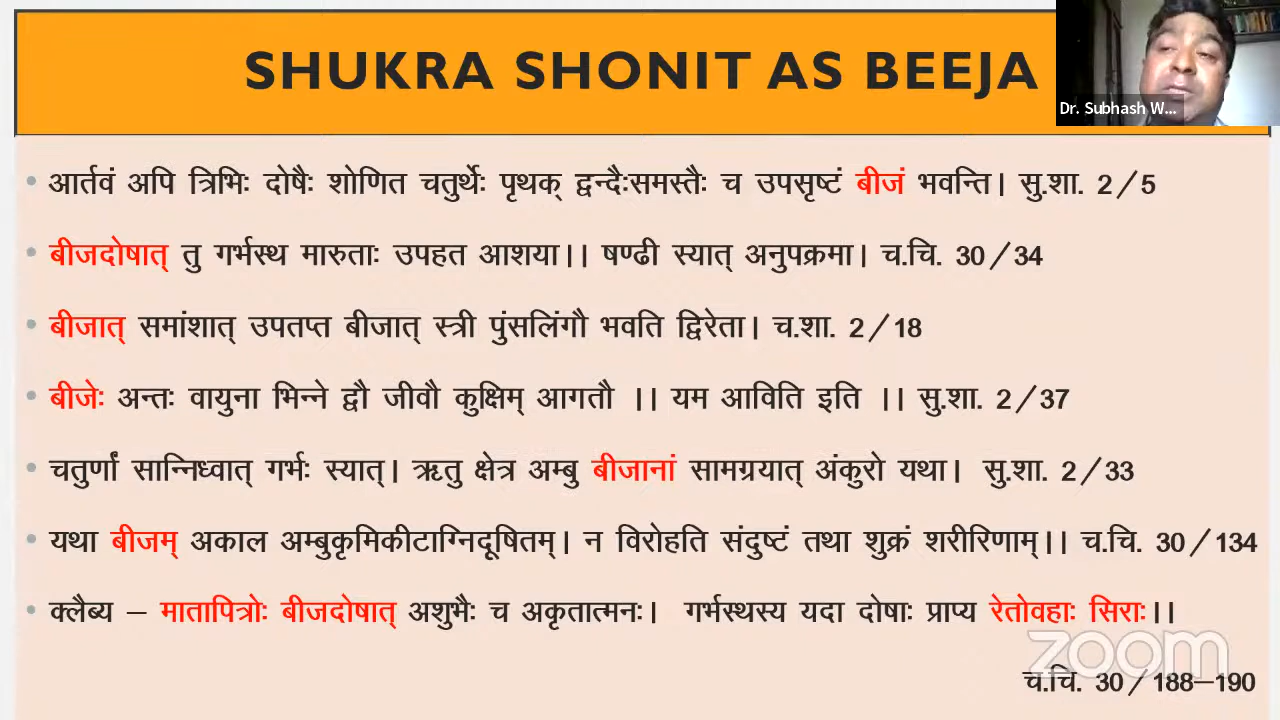 SHUKRA SHONIT AS BEEJA
Dr. Subhash W...
• आर्तवं अपि त्रिभिः दोषैः शोणित चतुर्थेः पृथक् द्वन्दैःसमस्तैः च उपसृष्टं बीजं भवन्ति। सु.शा. 2/5
• बीजदोषात् तु गर्भस्थ मारुताः उपहत आशया।। षण्ढी स्यात् अनुपक्रमा। च.चि. 30/34
• बीजात् समांशात् उपतप्त बीजात् स्त्री पुंसलिंगौ भवति द्विरेता। च.शा. 2/18
• बीजेः अन्तः वायुना भिन्ने द्वौ जीवौ कुक्षिम् आगतौ ।। यम आविति इति ।। सु.शा. 2/37
• चतुर्णां सान्निध्वात् गर्भः स्यात्। ऋतु क्षेत्र अम्बु बीजानां सामग्रयात् अंकुरो यथा। सु.शा. 2/33
• यथा बीजम् अकाल अम्बुकृमिकीटाग्निदूषितम्। न विरोहति संदुष्टं तथा शुक्रं शरीरिणाम्।। च.चि. 30/134
• क्लैब्य – मातापित्रोः बीजदोषात् अशुभैः च अकृतात्मनः। गर्भस्थस्य यदा दोषाः प्राप्य रेतोवहाः सिराः।।
zoom
च.चि. 30/188–190